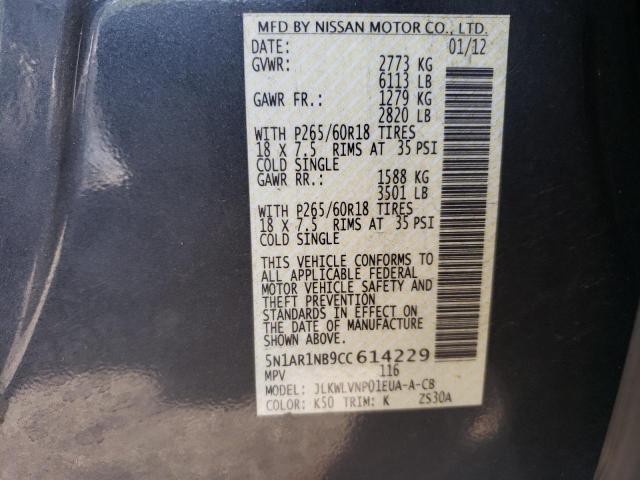 MFD BY NISSAN MOTOR CO., LTD.
DATE: 01/12
GVWR: 2773 KG
6113 LB
GAWR FR.: 1279 KG
2820 LB
WITH P265/60R18 TIRES
18 X 7.5 RIMS AT 35 PSI
COLD SINGLE
GAWR RR.: 1588 KG
3501 LB
WITH P265/60R18 TIRES
18 X 7.5 RIMS AT 35 PSI
COLD SINGLE
THIS VEHICLE CONFORMS TO
ALL APPLICABLE FEDERAL
MOTOR VEHICLE SAFETY AND
THEFT PREVENTION
STANDARDS IN EFFECT ON
THE DATE OF MANUFACTURE
SHOWN ABOVE.
5N1AR1NB9CC614229
MPV 116
MODEL: JLKWLVNP01EUA-A-CB
COLOR: K50 TRIM: K ZS30A